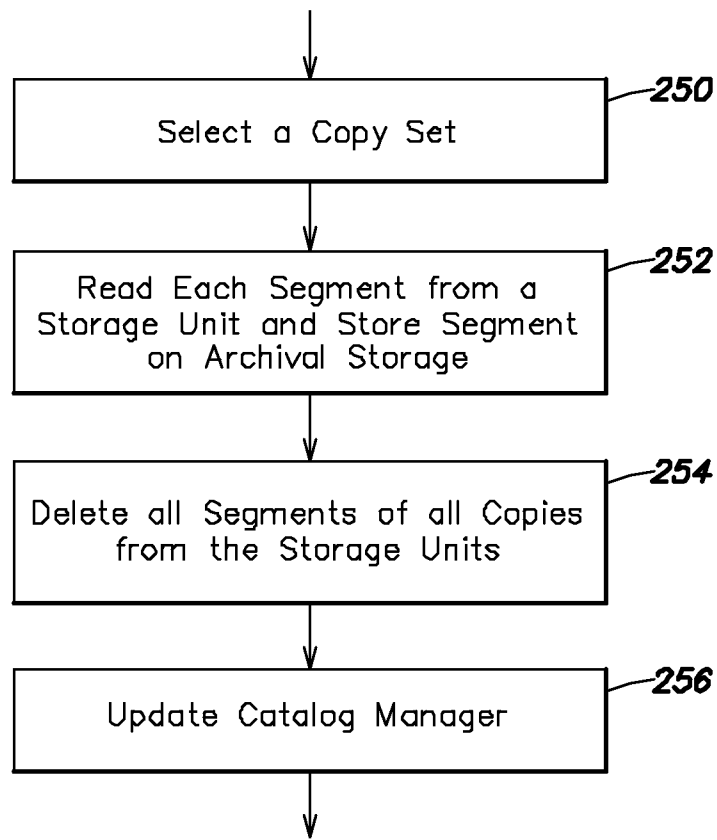 250
Select a Copy Set
252
Read Each Segment from a
Storage Unit and Store Segment
on Archival Storage
254
Delete all Segments of all Copies
from the Storage Units
256
Update Catalog Manager